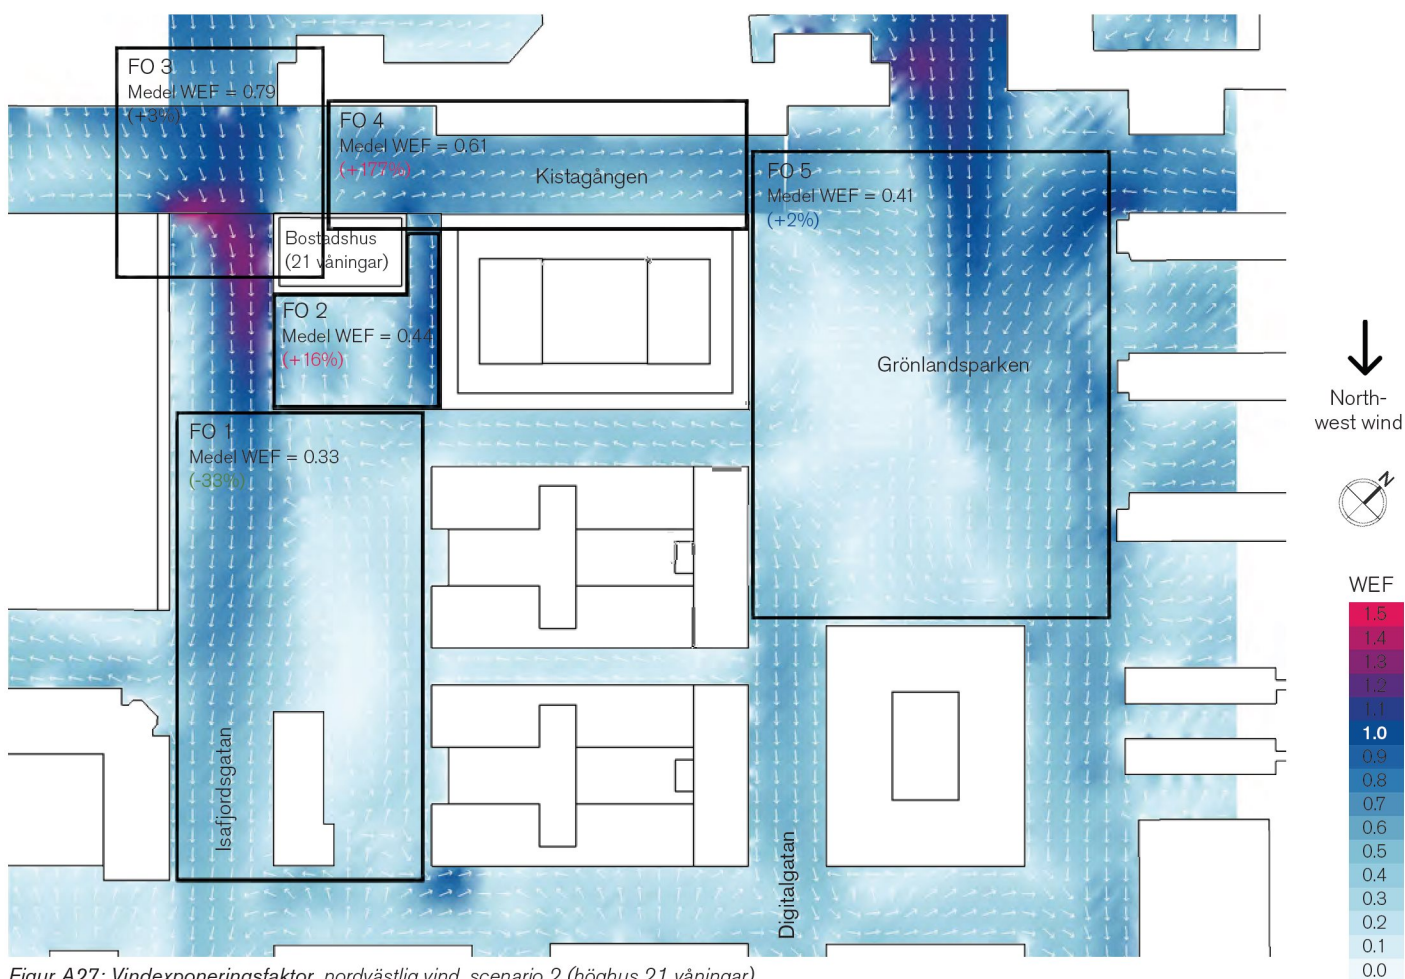 FO 3
Medel WEF = 0.79
(+3%)
FO 4
Medel WEF = 0.61
(+177%)
Kistagången
FO 5
Medel WEF = 0.41
(+2%)
Bostadshus
(21 våningar)
FO 2
Medel WEF = 0.44
(+16%)
Grönlandsparken
FO 1
Medel WEF = 0.33
(-33%)
Isafjordsgatan
Digitalgatan
North-
west wind
N
WEF
1.5
1.4
1.3
1.2
1.1
1.0
0.9
0.8
0.7
0.6
0.5
0.4
0.3
0.2
0.1
0.0
Figur A27: Vindexponeringsfaktor, nordvästlig vind, scenario 2 (höghus 21 våningar)